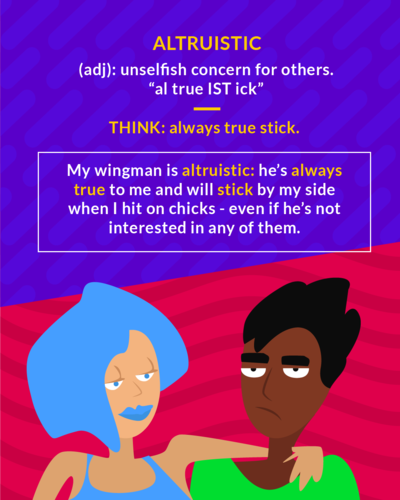 ALTRUISTIC
(adj): unselfish concern for others.
“al true IST ick”
THINK: always true stick.
My wingman is altruistic: he’s always
true to me and will stick by my side
when I hit on chicks - even if he’s not
interested in any of them.